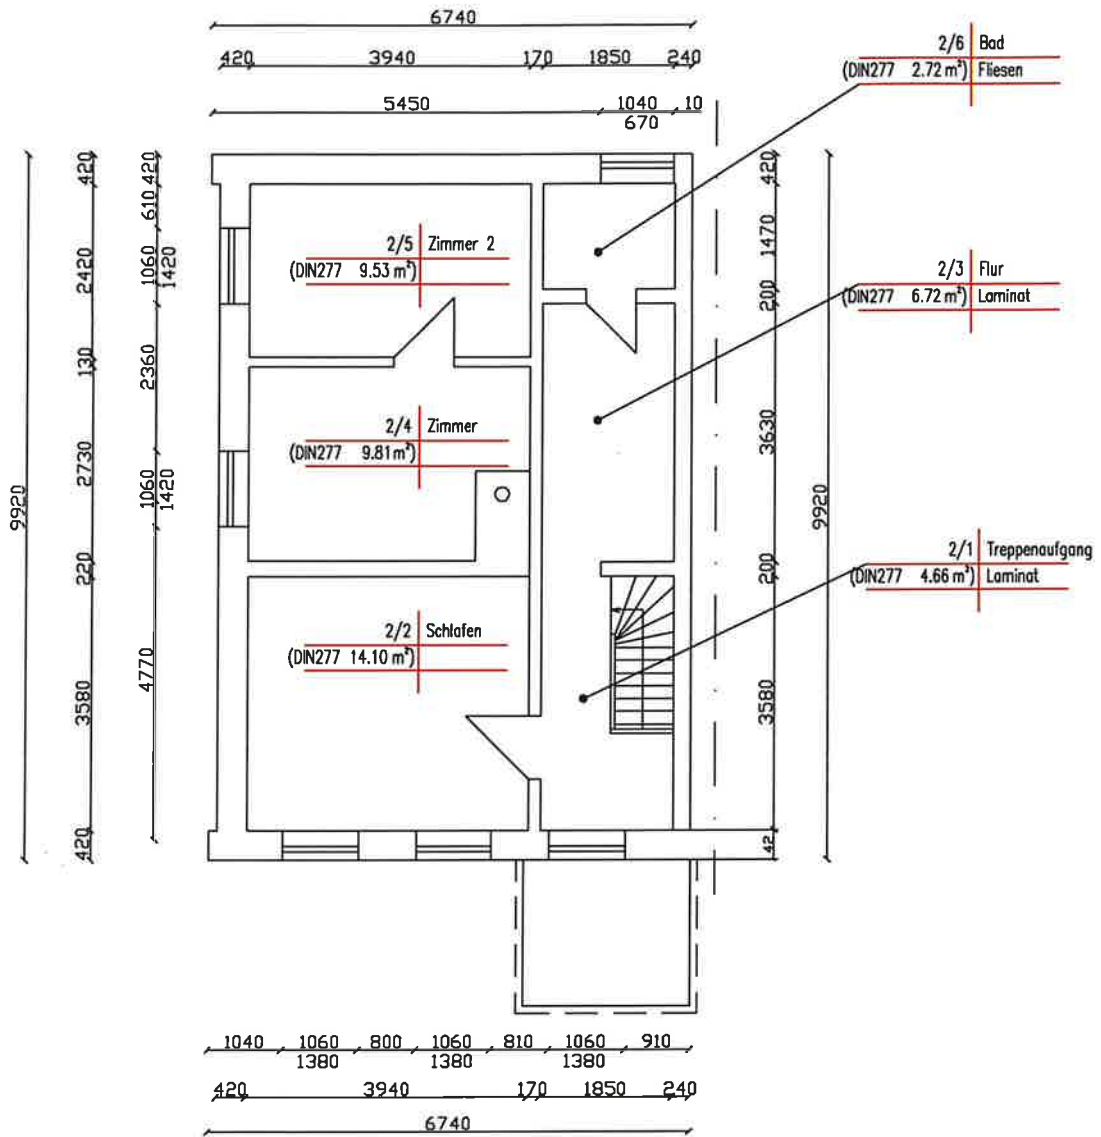 6740
420 3940 170 1850 240
5450 1040 10
670
2/6 Bad
(DIN277 2.72 m²) Fliesen
2/3 Flur
(DIN277 6.72 m²) Laminat
2/1 Treppenaufgang
(DIN277 4.66 m²) Laminat
2/5 Zimmer 2
(DIN277 9.53 m²)
2/4 Zimmer
(DIN277 9.81 m²)
2/2 Schlafen
(DIN277 14.10 m²)
9920
420
2420
130
2730
220
3580
420
420
610
1060
1420
2360
1060
1420
4770
420
1470
200
3630
200
3580
42
9920
1040 1060 800 1060 810 1060 910
1380 1380 1380
420 3940 170 1850 240
6740